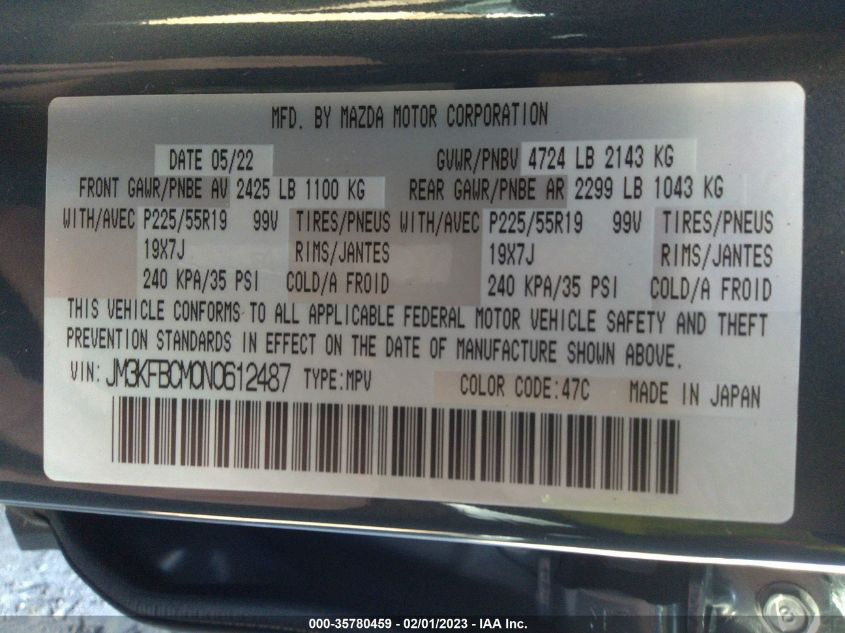 MFD. BY MAZDA MOTOR CORPORATION
DATE 05/22 GVWR/PNBV 4724 LB 2143 KG
FRONT GAWR/PNBE AV 2425 LB 1100 KG REAR GAWR/PNBE AR 2299 LB 1043 KG
WITH/AVEC P225/55R19 99V TIRES/PNEUS WITH/AVEC P225/55R19 99V TIRES/PNEUS
19X7J RIMS/JANTES 19X7J RIMS/JANTES
240 KPA/35 PSI COLD/A FROID 240 KPA/35 PSI COLD/A FROID
THIS VEHICLE CONFORMS TO ALL APPLICABLE FEDERAL MOTOR VEHICLE SAFETY AND THEFT
PREVENTION STANDARDS IN EFFECT ON THE DATE OF MANUFACTURE SHOWN ABOVE.
VIN: JM3KFBCM0N0612487 TYPE:MPV COLOR CODE:47C MADE IN JAPAN
000-35780459 - 02/01/2023 - IAA Inc.